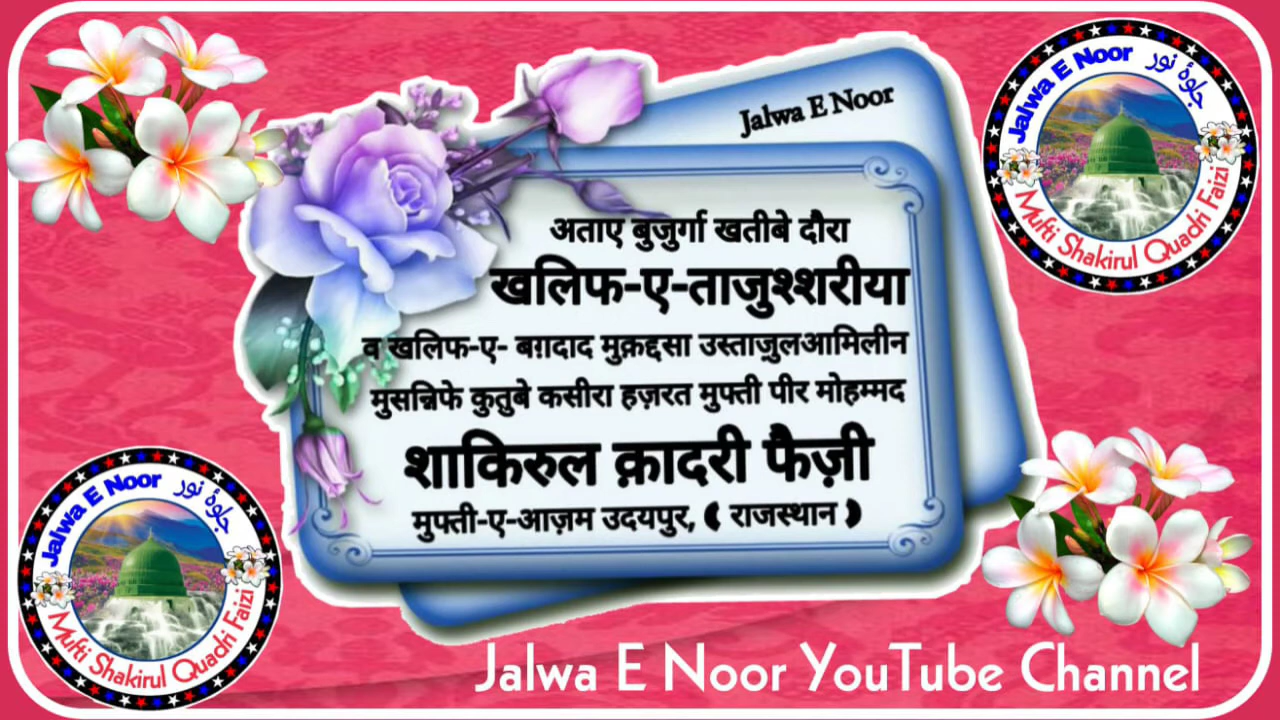 Jalwa E Noor جلوۂ نور
Mufti Shakirul Quadri Faizi
Jalwa E Noor
अताए बुजुर्गा खतीबे दौरा
खलिफ-ए-ताजुश्शरीया
व खलिफ-ए- बग़दाद मुक़द्दसा उस्ताजुलआमिलीन
मुसन्निफे कुतुबे कसीरा हज़रत मुफ्ती पीर मोहम्मद
शाकिरुल क़ादरी फैज़ी
मुफ्ती-ए-आज़म उदयपुर, ( राजस्थान )
Jalwa E Noor جلوۂ نور
Mufti Shakirul Quadri Faizi
Jalwa E Noor YouTube Channel